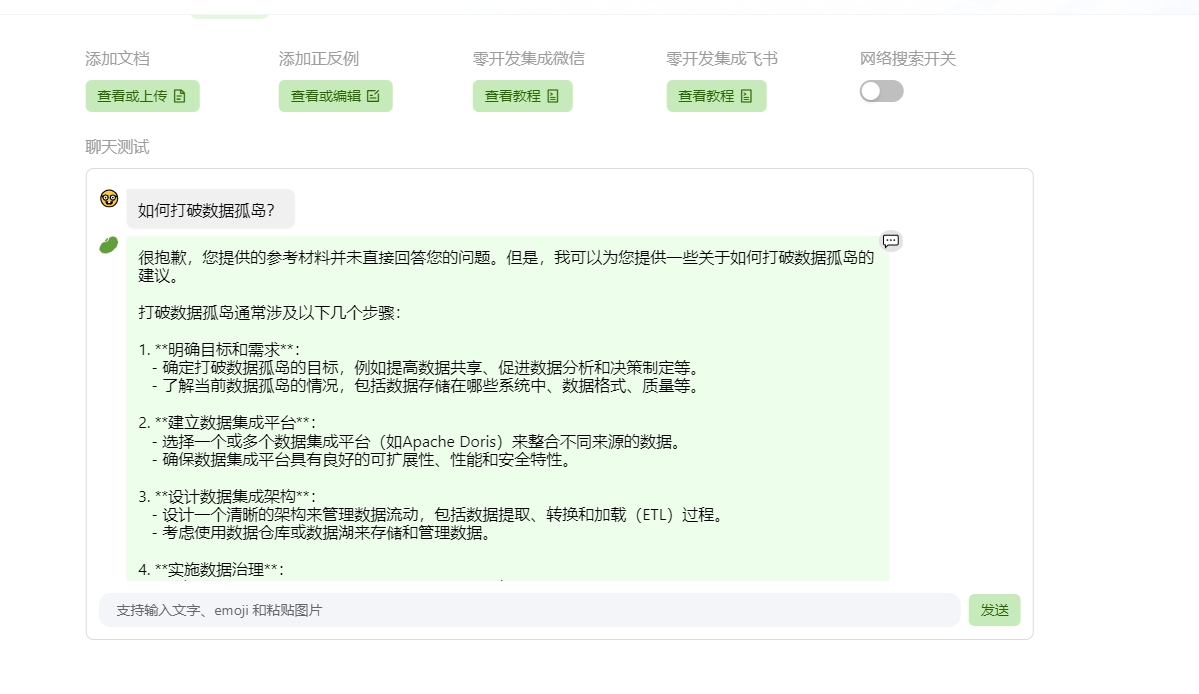 添加文档
添加正反例
零开发集成微信
零开发集成飞书
网络搜索开关
查看或上传
查看或编辑
查看教程
查看教程
聊天测试
如何打破数据孤岛？
很抱歉，您提供的参考材料并未直接回答您的问题。但是，我可以为您提供一些关于如何打破数据孤岛的
建议。
打破数据孤岛通常涉及以下几个步骤：
1. **明确目标和需求**：
- 确定打破数据孤岛的目标，例如提高数据共享、促进数据分析和决策制定等。
- 了解当前数据孤岛的情况，包括数据存储在哪些系统中、数据格式、质量等。
2. **建立数据集成平台**：
- 选择一个或多个数据集成平台（如Apache Doris）来整合不同来源的数据。
- 确保数据集成平台具有良好的可扩展性、性能和安全特性。
3. **设计数据集成架构**：
- 设计一个清晰的架构来管理数据流动，包括数据提取、转换和加载（ETL）过程。
- 考虑使用数据仓库或数据湖来存储和管理数据。
4. **实施数据治理**：
支持输入文字、emoji 和粘贴图片
发送